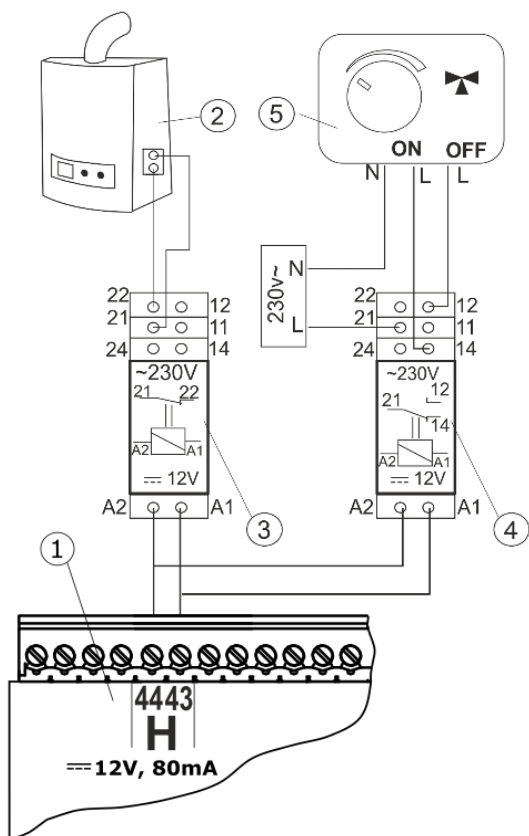 2
5
ON OFF
N L L
230v~ N L
22 12
21 11
24 14
~230V
21 22
A2 A1
⎓ 12V
A2 A1
3
22 12
21 11
24 14
~230V
12
21
14
A2 A1
⎓ 12V
A2 A1
4
1
44 43
H
⎓ 12V, 80mA